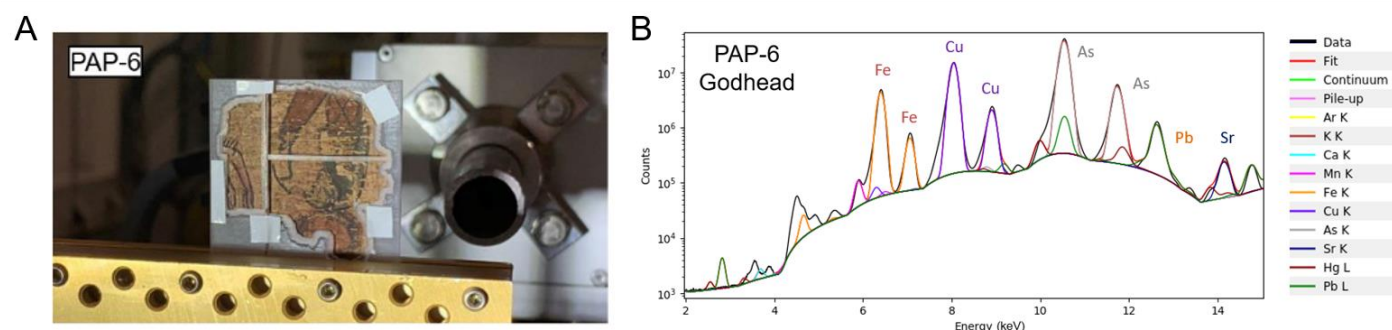 A
PAP-6
B
PAP-6
Godhead
Fe
Fe
Cu
Cu
As
As
Pb
Sr
Counts
10⁷
10⁶
10⁵
10⁴
10³
2
4
6
8
10
12
14
Energy (keV)
Data
Fit
Continuum
Pile-up
Ar K
K K
Ca K
Mn K
Fe K
Cu K
As K
Sr K
Hg L
Pb L